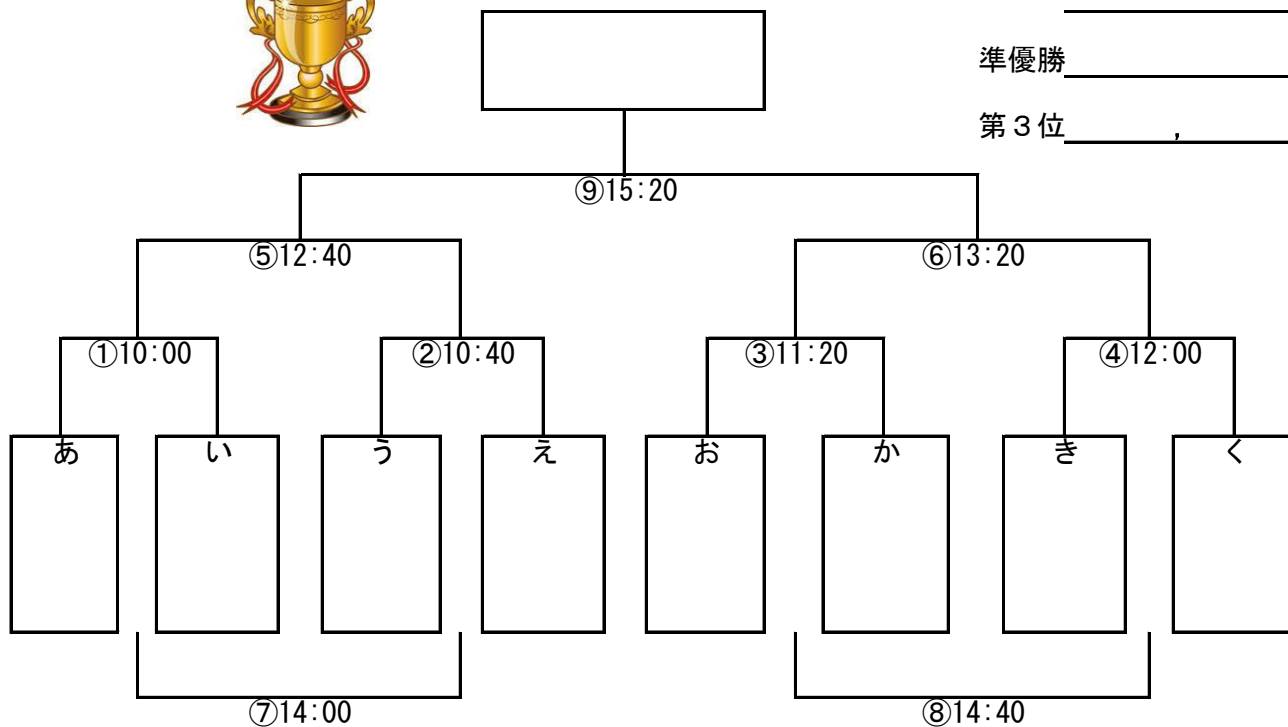 準優勝
第３位　　　　，
⑨15:20
⑤12:40
⑥13:20
①10:00
②10:40
③11:20
④12:00
あ
い
う
え
お
か
き
く
⑦14:00
⑧14:40